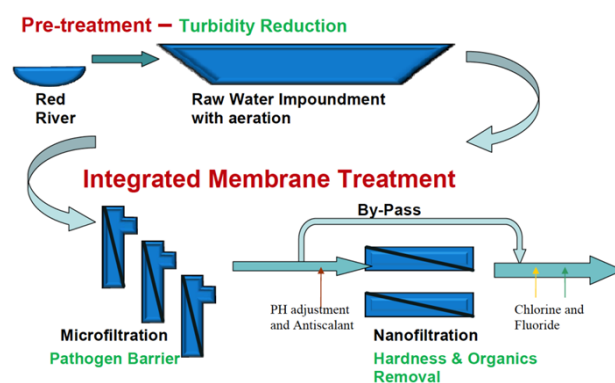 Pre-treatment – Turbidity Reduction
Red
River
Raw Water Impoundment
with aeration
Integrated Membrane Treatment
By-Pass
PH adjustment
and Antiscalant
Chlorine and
Fluoride
Microfiltration
Pathogen Barrier
Nanofiltration
Hardness & Organics
Removal